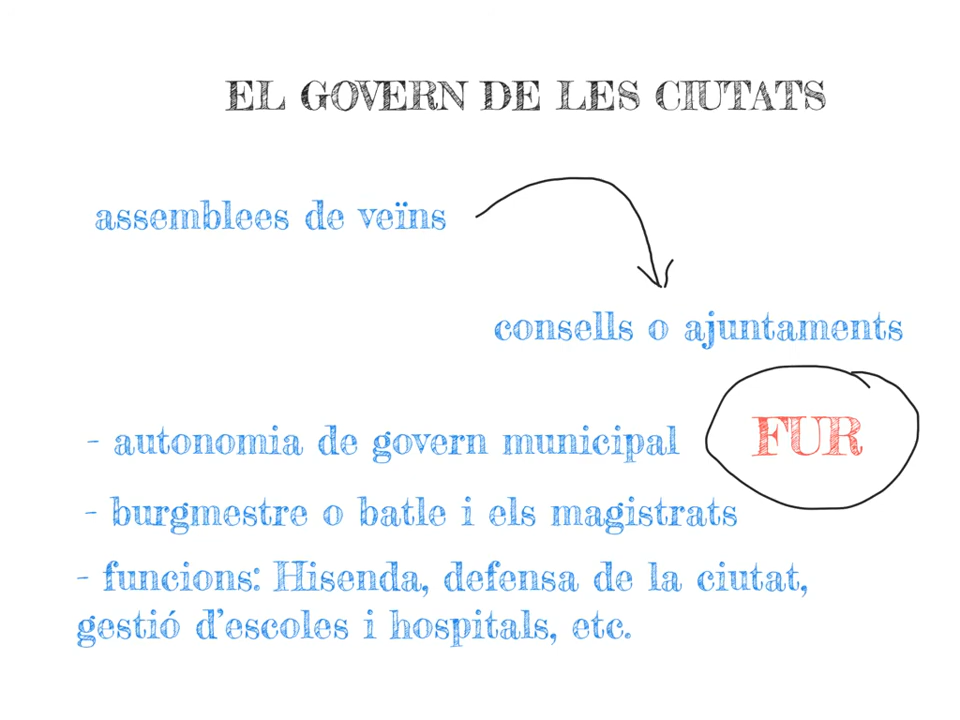 EL GOVERN DE LES CIUTATS
assemblees de veïns
consells o ajuntaments
- autonomia de govern municipal
FUR
- burgmestre o batle i els magistrats
- funcions: Hisenda, defensa de la ciutat,
gestió d'escoles i hospitals, etc.